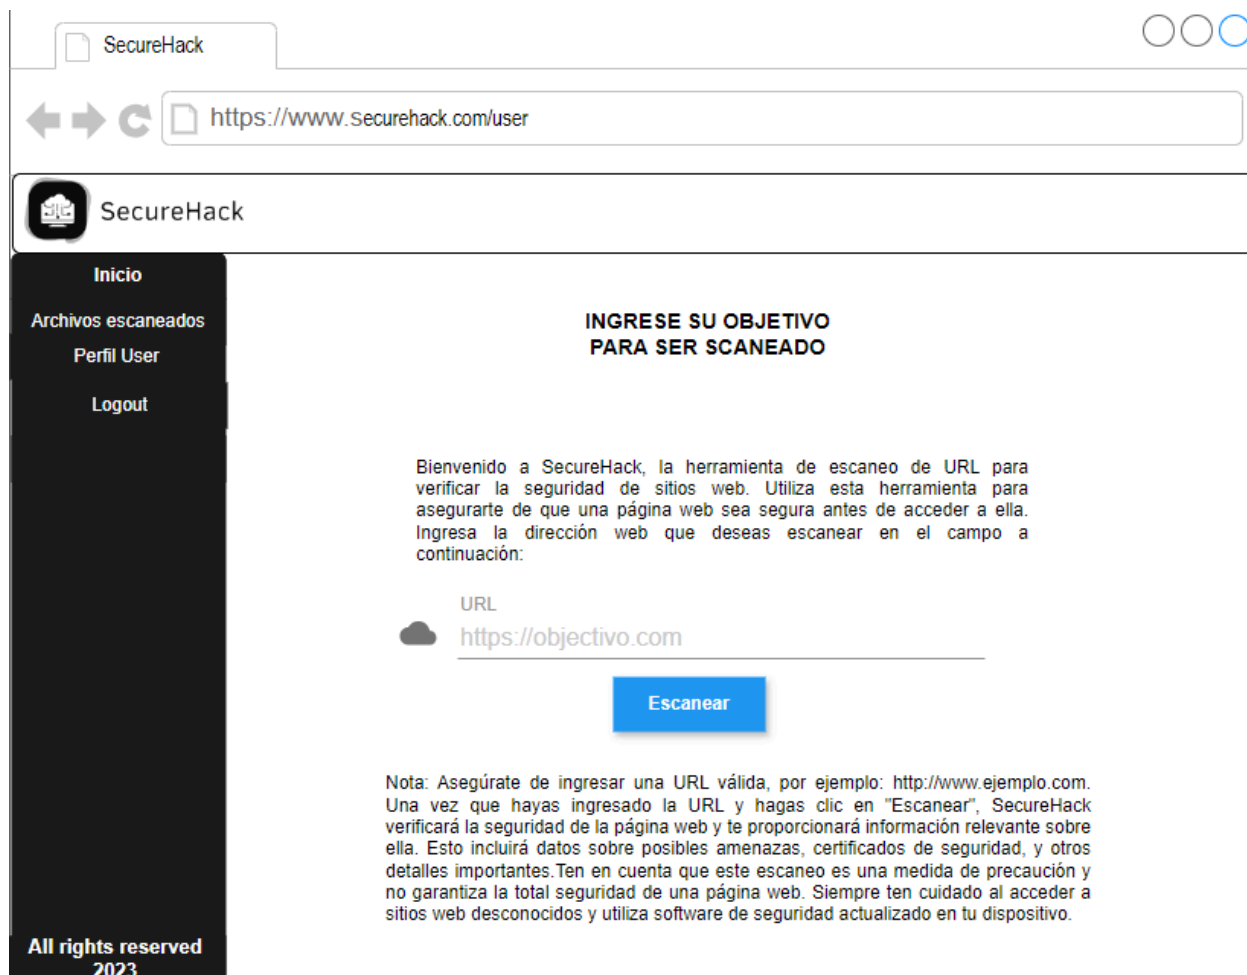 SecureHack
https://www.securehack.com/user
SecureHack
Inicio
Archivos escaneados
Perfil User
Logout
INGRESE SU OBJETIVO
PARA SER SCANEADO
Bienvenido a SecureHack, la herramienta de escaneo de URL para
verificar la seguridad de sitios web. Utiliza esta herramienta para
asegurarte de que una página web sea segura antes de acceder a ella.
Ingresa la dirección web que deseas escanear en el campo a
continuación:
URL
https://objectivo.com
Escanear
Nota: Asegúrate de ingresar una URL válida, por ejemplo: http://www.ejemplo.com.
Una vez que hayas ingresado la URL y hagas clic en "Escanear", SecureHack
verificará la seguridad de la página web y te proporcionará información relevante sobre
ella. Esto incluirá datos sobre posibles amenazas, certificados de seguridad, y otros
detalles importantes.Ten en cuenta que este escaneo es una medida de precaución y
no garantiza la total seguridad de una página web. Siempre ten cuidado al acceder a
sitios web desconocidos y utiliza software de seguridad actualizado en tu dispositivo.
All rights reserved
2023